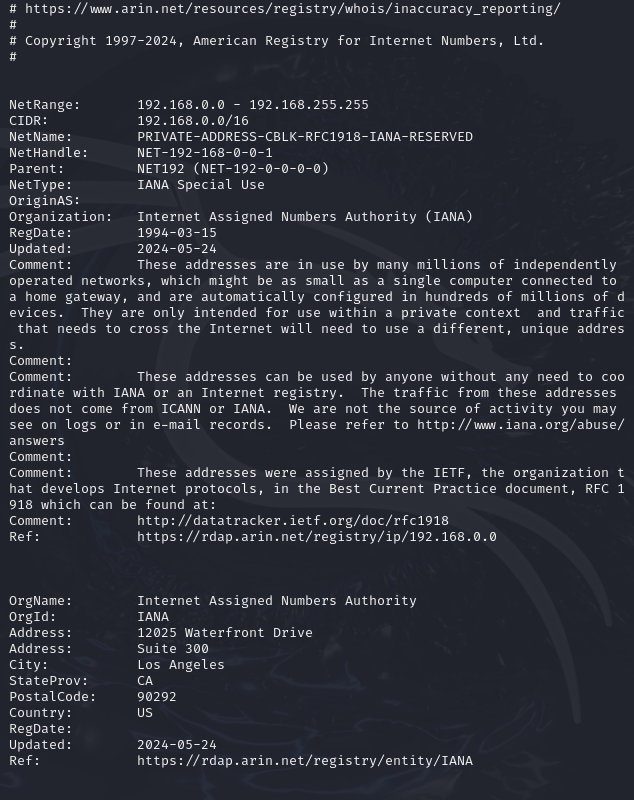 # https://www.arin.net/resources/registry/whois/inaccuracy_reporting/
#
# Copyright 1997-2024, American Registry for Internet Numbers, Ltd.
#
NetRange:       192.168.0.0 - 192.168.255.255
CIDR:           192.168.0.0/16
NetName:        PRIVATE-ADDRESS-CBLK-RFC1918-IANA-RESERVED
NetHandle:      NET-192-168-0-0-1
Parent:         NET192 (NET-192-0-0-0-0)
NetType:        IANA Special Use
OriginAS:
Organization:   Internet Assigned Numbers Authority (IANA)
RegDate:        1994-03-15
Updated:        2024-05-24
Comment:        These addresses are in use by many millions of independently
operated networks, which might be as small as a single computer connected to
a home gateway, and are automatically configured in hundreds of millions of d
evices.  They are only intended for use within a private context  and traffic
 that needs to cross the Internet will need to use a different, unique addres
s.
Comment:
Comment:        These addresses can be used by anyone without any need to coo
rdinate with IANA or an Internet registry.  The traffic from these addresses
does not come from ICANN or IANA.  We are not the source of activity you may
see on logs or in e-mail records.  Please refer to http://www.iana.org/abuse/
answers
Comment:
Comment:        These addresses were assigned by the IETF, the organization t
hat develops Internet protocols, in the Best Current Practice document, RFC 1
918 which can be found at:
Comment:        http://datatracker.ietf.org/doc/rfc1918
Ref:            https://rdap.arin.net/registry/ip/192.168.0.0
OrgName:        Internet Assigned Numbers Authority
OrgId:          IANA
Address:        12025 Waterfront Drive
Address:        Suite 300
City:           Los Angeles
StateProv:      CA
PostalCode:     90292
Country:        US
RegDate:
Updated:        2024-05-24
Ref:            https://rdap.arin.net/registry/entity/IANA